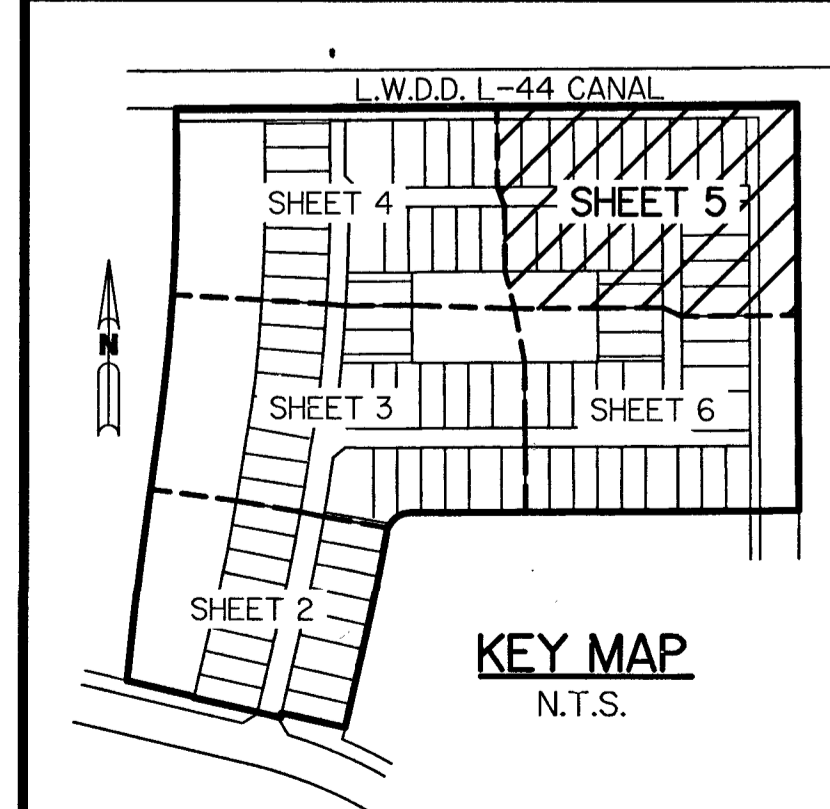 L.W.D.D. L-44 CANAL
SHEET 4
SHEET 5
N
SHEET 3
SHEET 6
SHEET 2
KEY MAP
N.T.S.